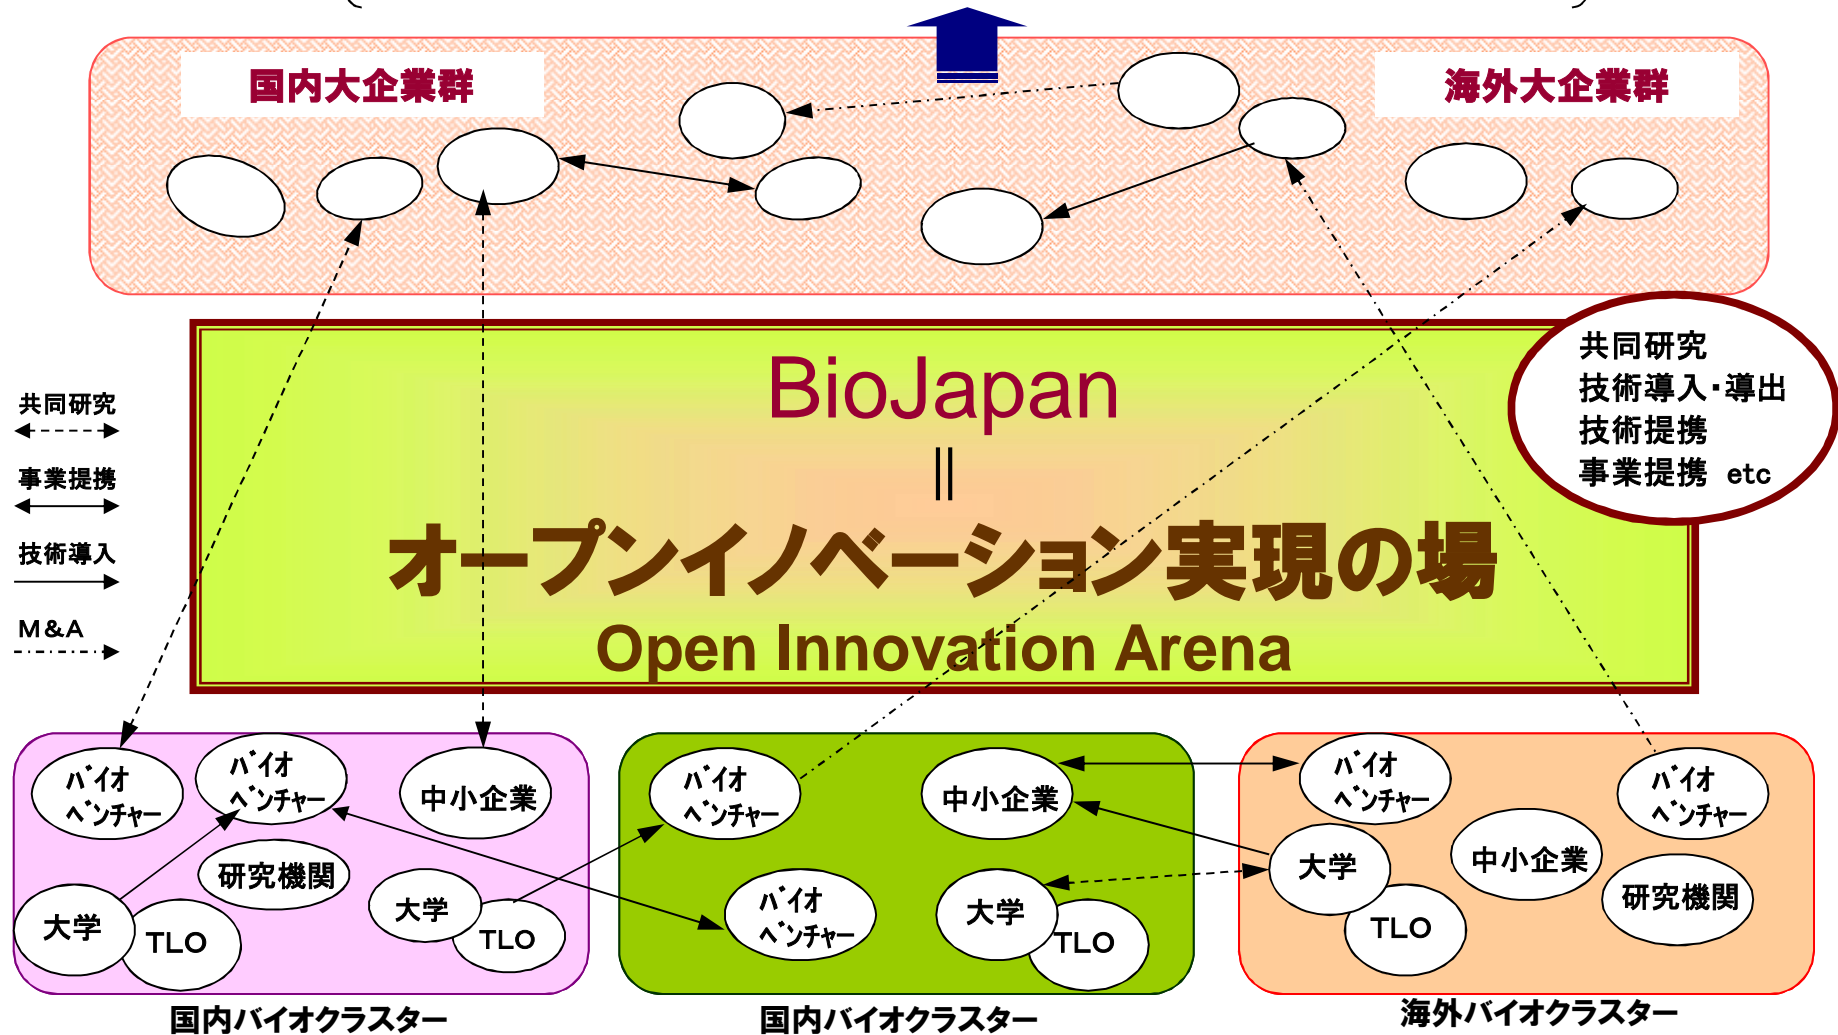 国内大企業群
海外大企業群
共同研究
技術導入・導出
技術提携
事業提携 etc
BioJapan
||
オープンイノベーション実現の場
Open Innovation Arena
共同研究
事業提携
技術導入
M&A
バイオ
ベンチャー
バイオ
ベンチャー
中小企業
研究機関
大学
TLO
大学
TLO
国内バイオクラスター
バイオ
ベンチャー
中小企業
バイオ
ベンチャー
大学
TLO
国内バイオクラスター
バイオ
ベンチャー
バイオ
ベンチャー
大学
中小企業
研究機関
TLO
海外バイオクラスター